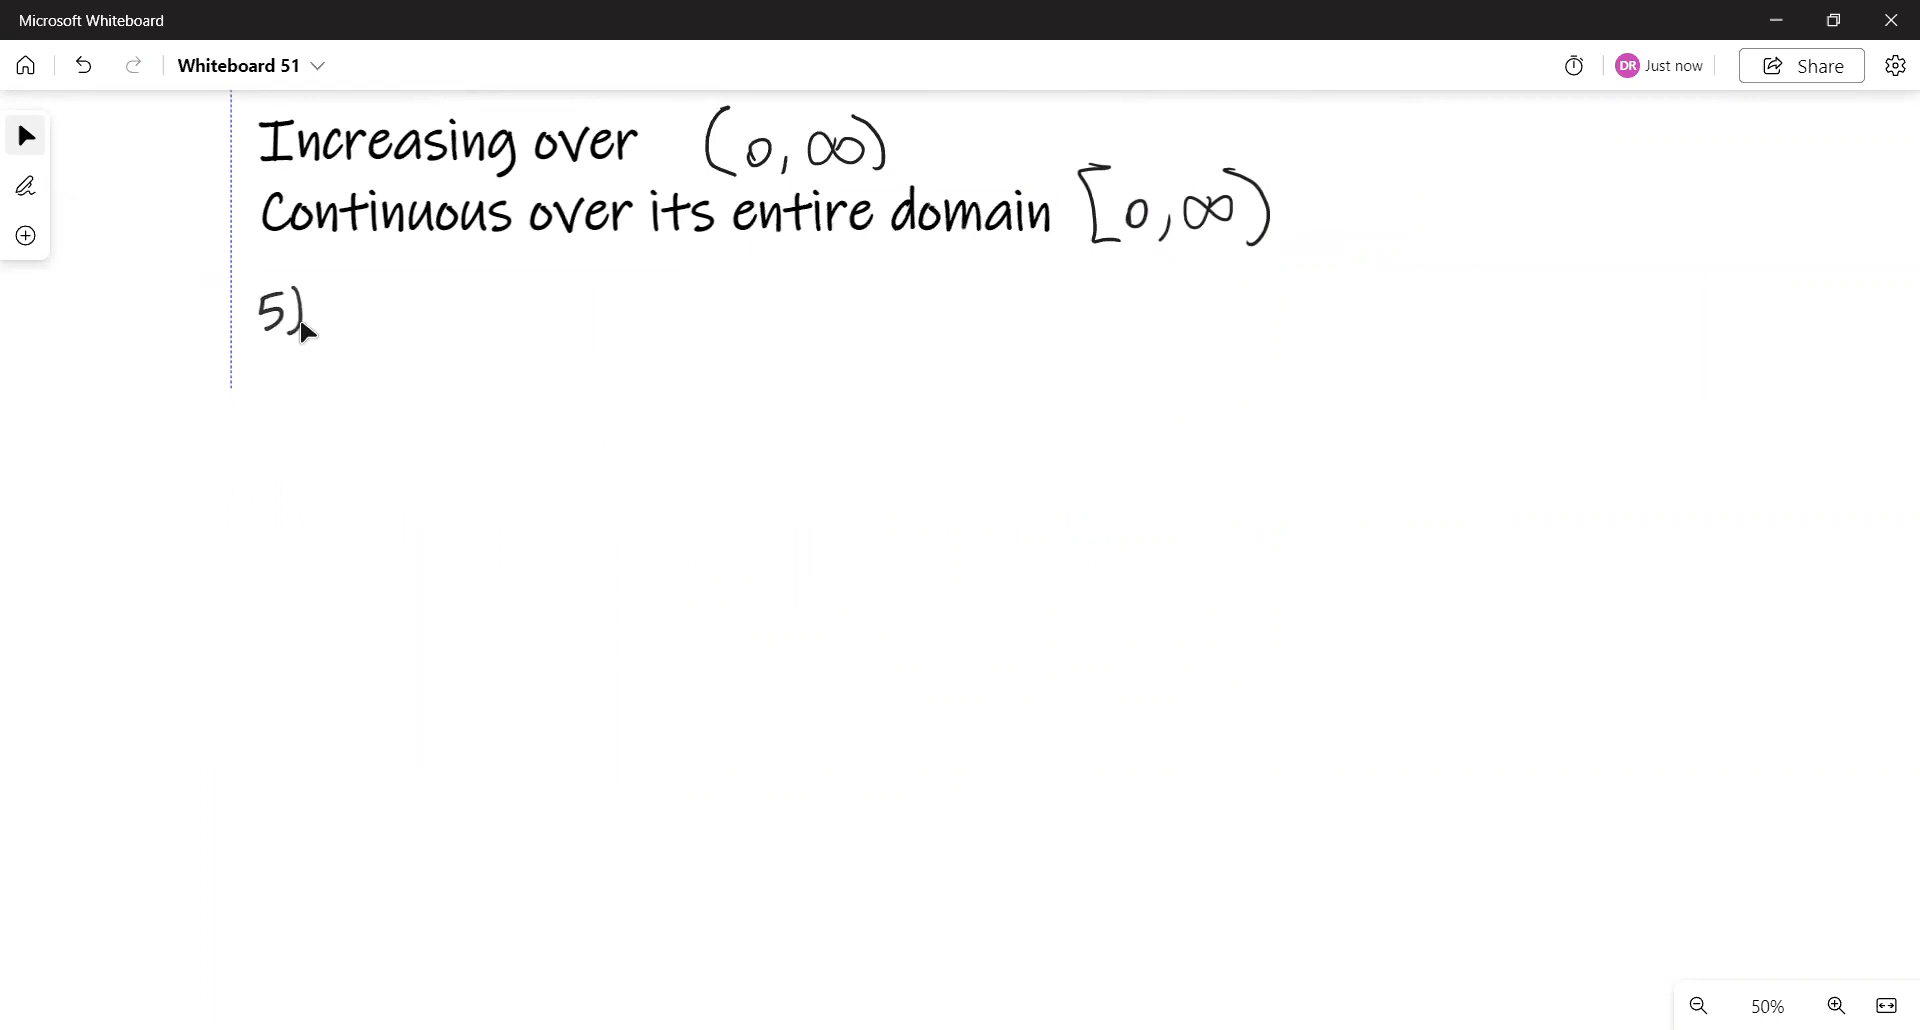 Microsoft Whiteboard
Whiteboard 51
DR Just now
Share
Increasing over (0, ∞)
Continuous over its entire domain [0, ∞)
5)
50%